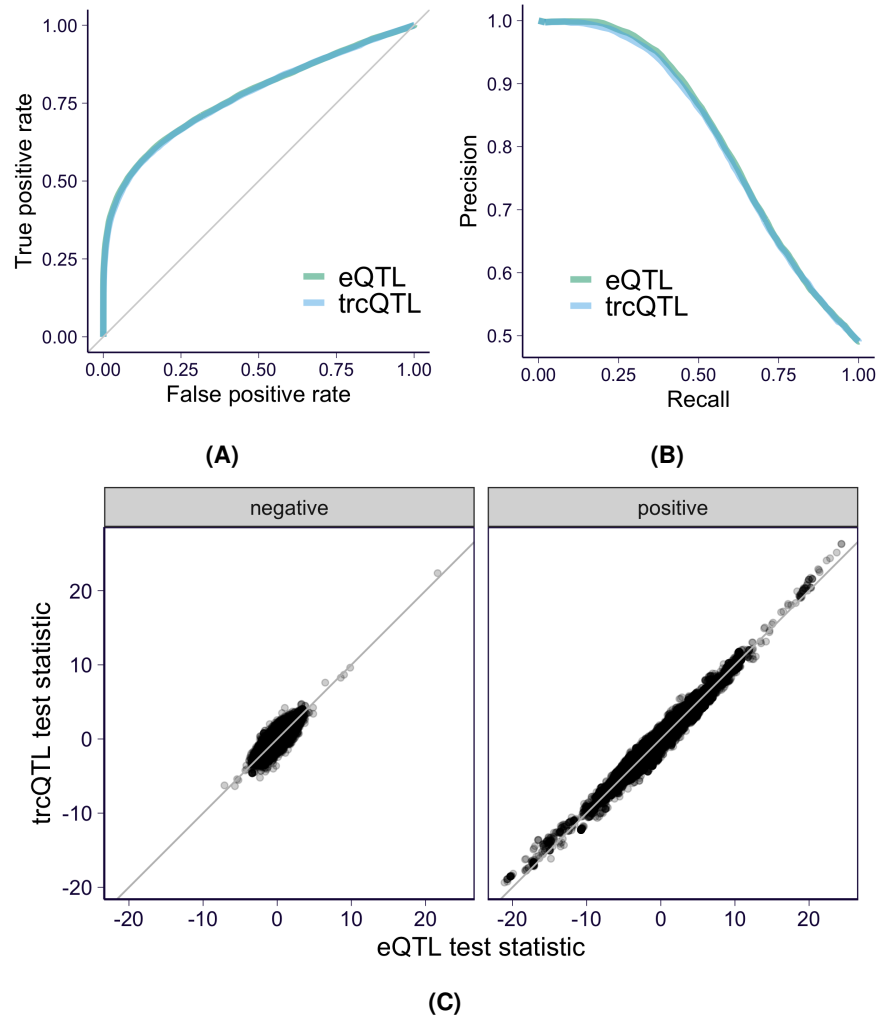 1.00
0.75
0.50
0.25
0.00
True positive rate
eQTL
trcQTL
0.00 0.25 0.50 0.75 1.00
False positive rate
(A)
1.0
0.9
0.8
0.7
0.6
0.5
Precision
eQTL
trcQTL
0.00 0.25 0.50 0.75 1.00
Recall
(B)
negative
positive
20
10
0
-10
-20
trcQTL test statistic
-20 -10 0 10 20
-20 -10 0 10 20
eQTL test statistic
(C)